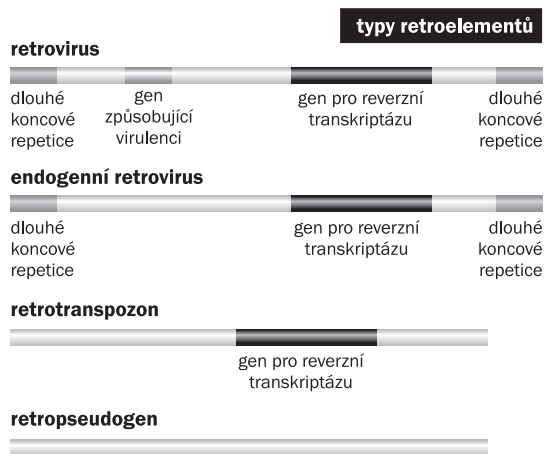 typy retroelementů
retrovirus
dlouhé
koncové
repetice
gen
způsobující
virulenci
gen pro reverzní
transkriptázu
dlouhé
koncové
repetice
endogenní retrovirus
dlouhé
koncové
repetice
gen pro reverzní
transkriptázu
dlouhé
koncové
repetice
retrotranspozon
gen pro reverzní
transkriptázu
retropseudogen